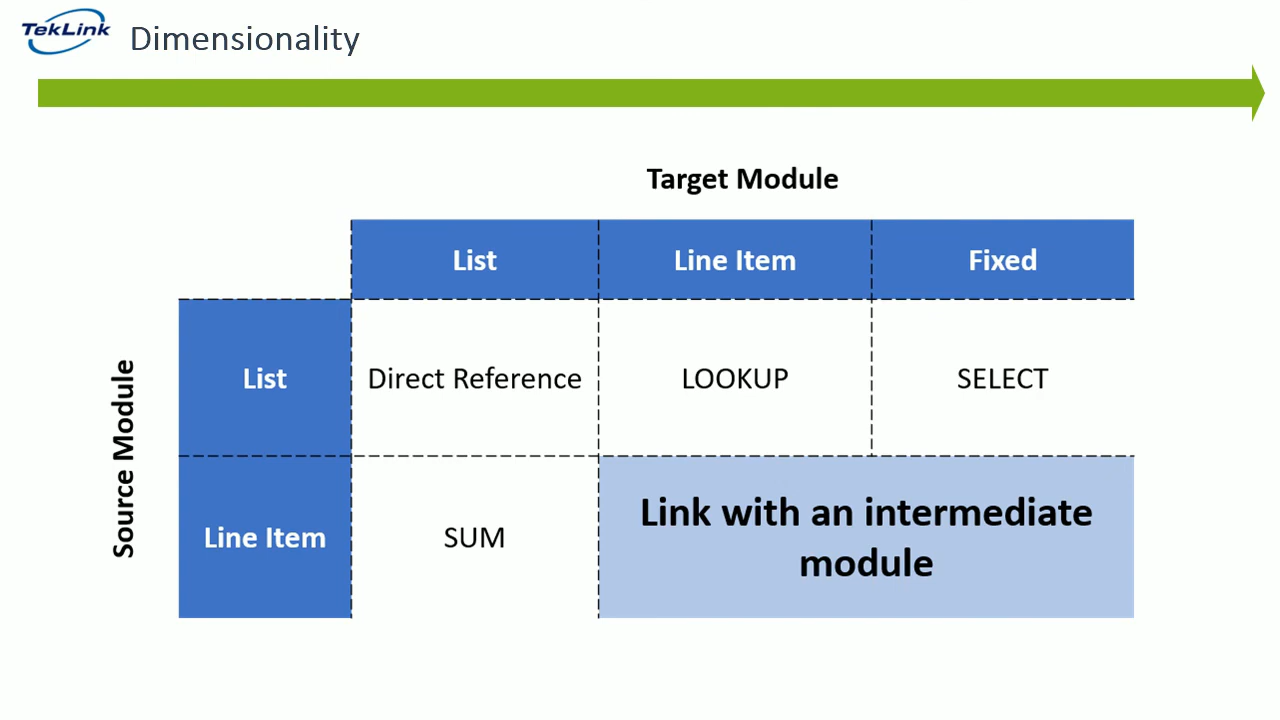 TekLink
Dimensionality
Target Module
List
Line Item
Fixed
Source Module
List
Direct Reference
LOOKUP
SELECT
Line Item
SUM
Link with an intermediate
module